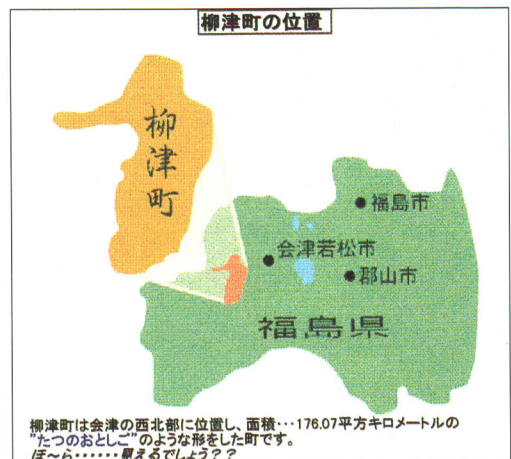 柳津町の位置
柳津町
福島市
会津若松市
郡山市
福島県
柳津町は会津の西北部に位置し、面積･･･176.07平方キロメートルの
"たつのおとしご"のような形をした町です。
ぼ～ら･･････見えるでしょう？？